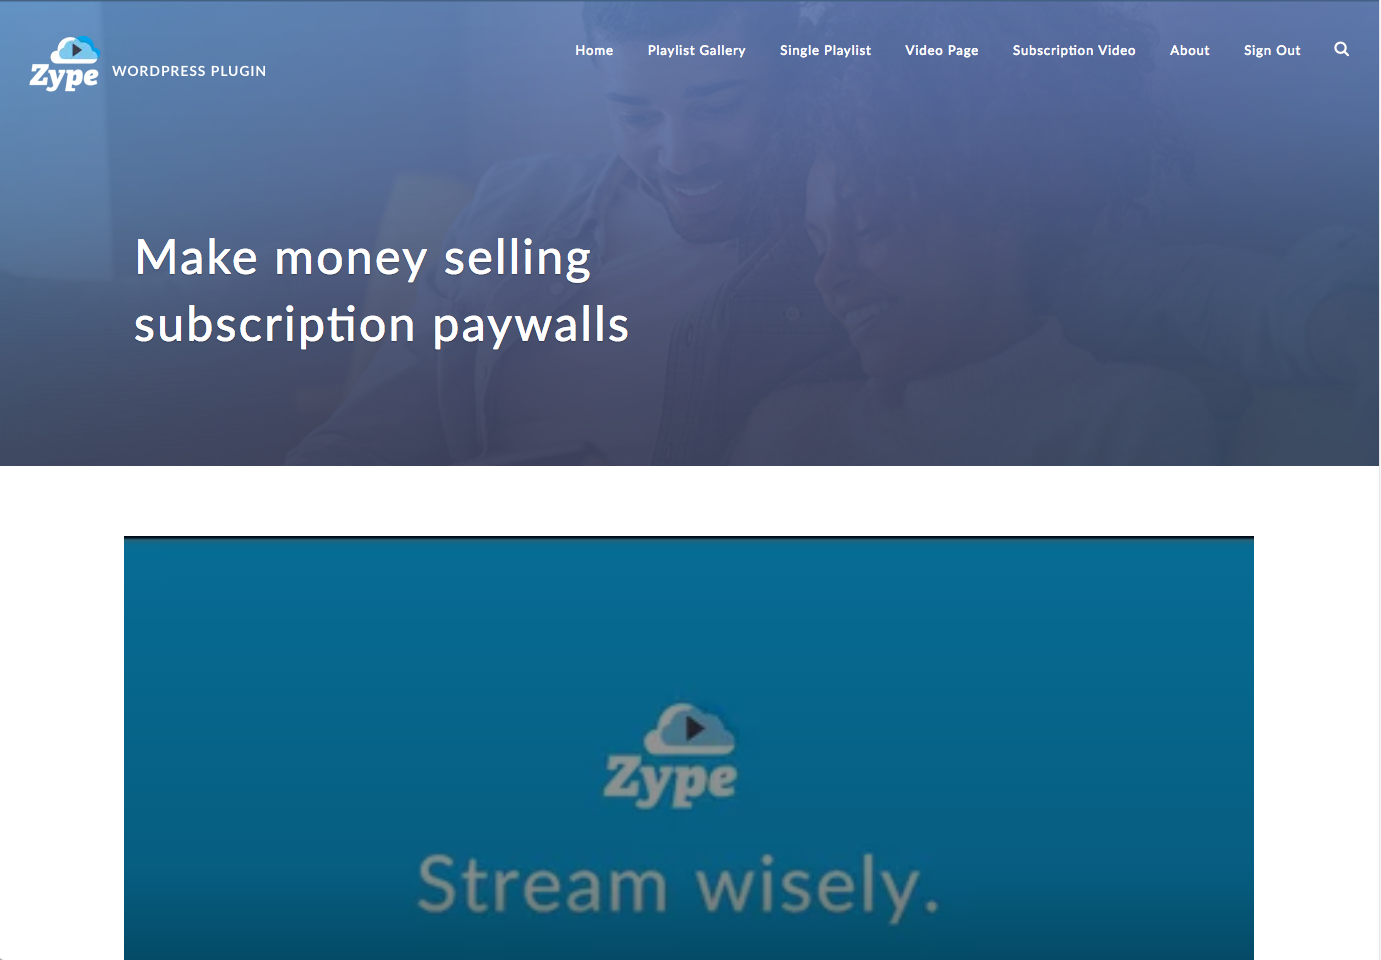 Zype WORDPRESS PLUGIN
Home Playlist Gallery Single Playlist Video Page Subscription Video About Sign Out
Make money selling
subscription paywalls
Zype
Stream wisely.